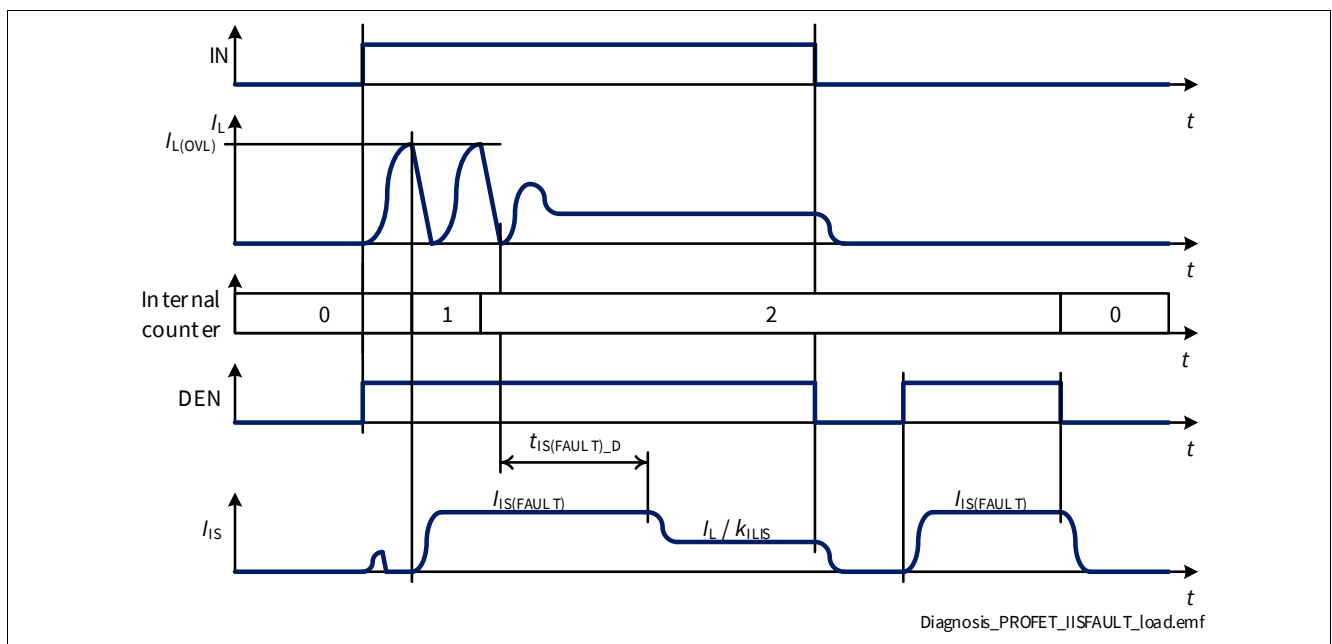 IN
t
I_L
I_L(OVL)
t
Internal
counter
0
1
2
0
t
DEN
t
t_IS(FAULT)_D
I_IS
I_IS(FAULT)
I_L / k_ILIS
I_IS(FAULT)
t
Diagnosis_PROFET_IISFAULT_load.emf